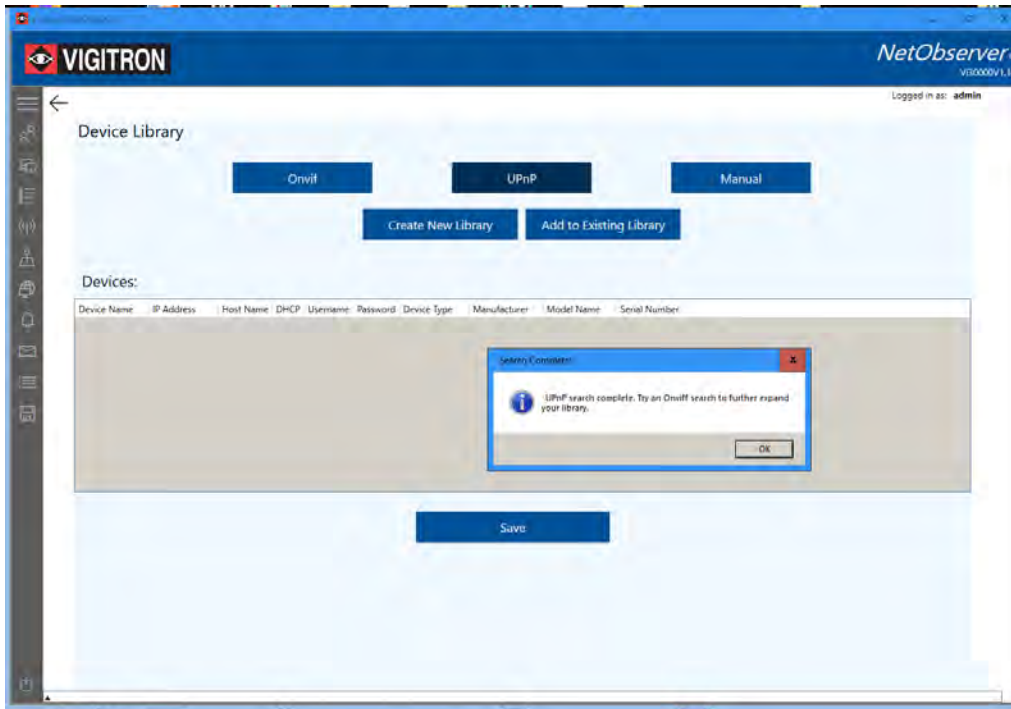 VIGITRON
NetObserver
Logged in as: admin
Device Library
Onvif UPnP Manual
Create New Library Add to Existing Library
Devices:
Device Name IP Address Host Name DHCP Username Password Device Type Manufacturer Model Name Serial Number
Search Complete
UPnP search complete. Try an Onviff search to further expand
your library.
OK
Save